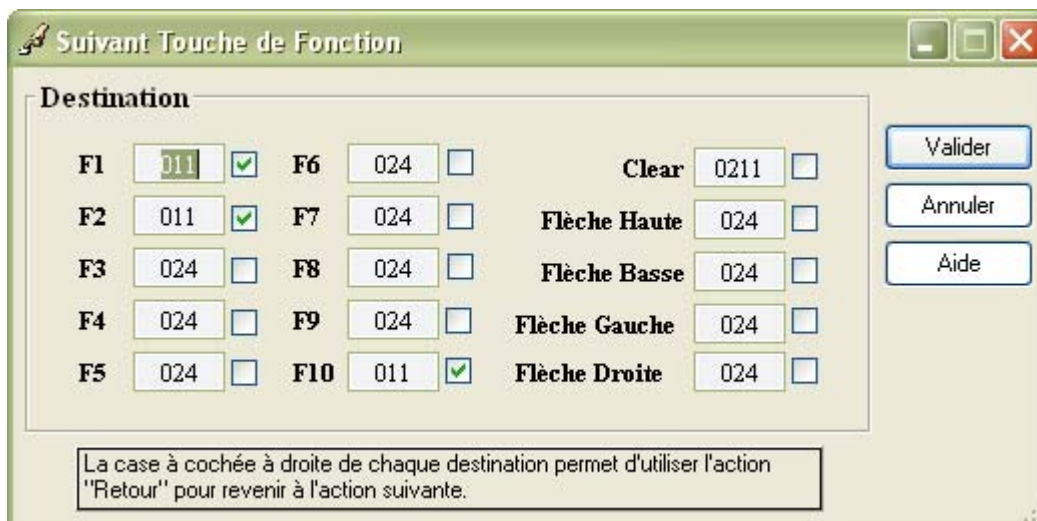 Suivant Touche de Fonction
Destination
F1 011 F6 024 Clear 0211 Valider
F2 011 F7 024 Flèche Haute 024 Annuler
F3 024 F8 024 Flèche Basse 024 Aide
F4 024 F9 024 Flèche Gauche 024
F5 024 F10 011 Flèche Droite 024
La case à cochée à droite de chaque destination permet d'utiliser l'action
"Retour" pour revenir à l'action suivante.